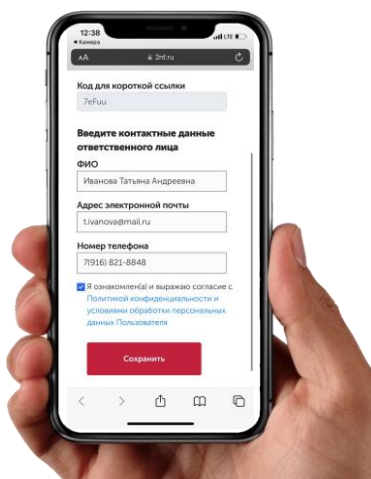 12:38
LTE
◀ Камера
AA 2nf.ru
Код для короткой ссылки
7eFuu
Введите контактные данные
ответственного лица
ФИО
Иванова Татьяна Андреевна
Адрес электронной почты
t.ivanova@mail.ru
Номер телефона
7(916) 821-8848
Я ознакомлен(а) и выражаю согласие с
Политикой конфиденциальности и
условиями обработки персональных
данных Пользователя
Сохранить